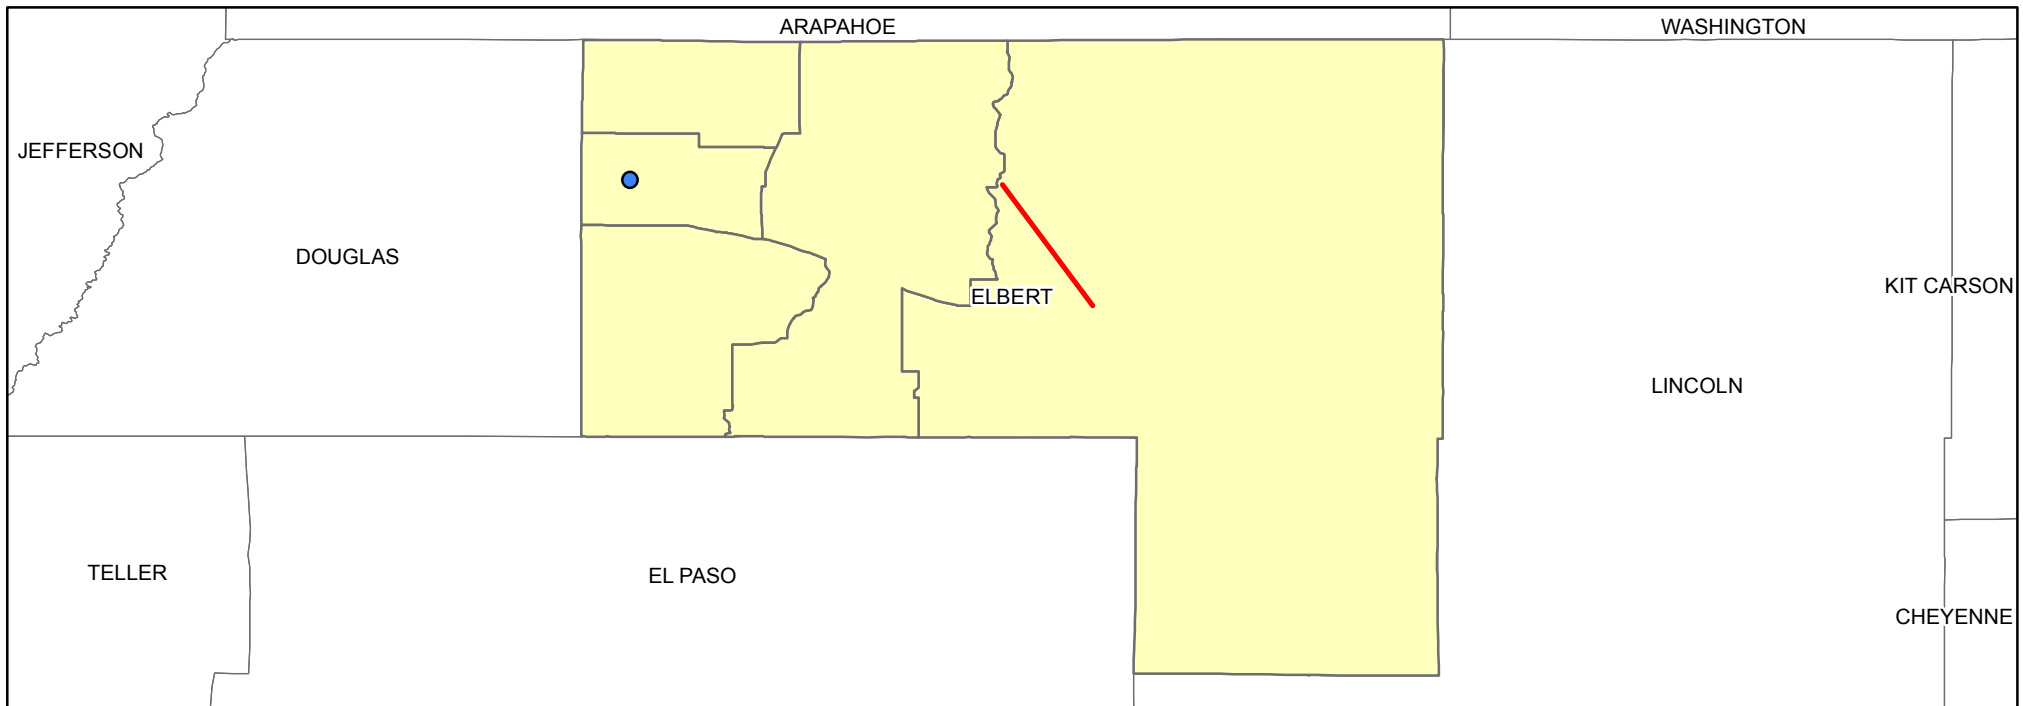 ARAPAHOE
WASHINGTON
JEFFERSON
DOUGLAS
KIT CARSON
ELBERT
LINCOLN
TELLER
EL PASO
CHEYENNE